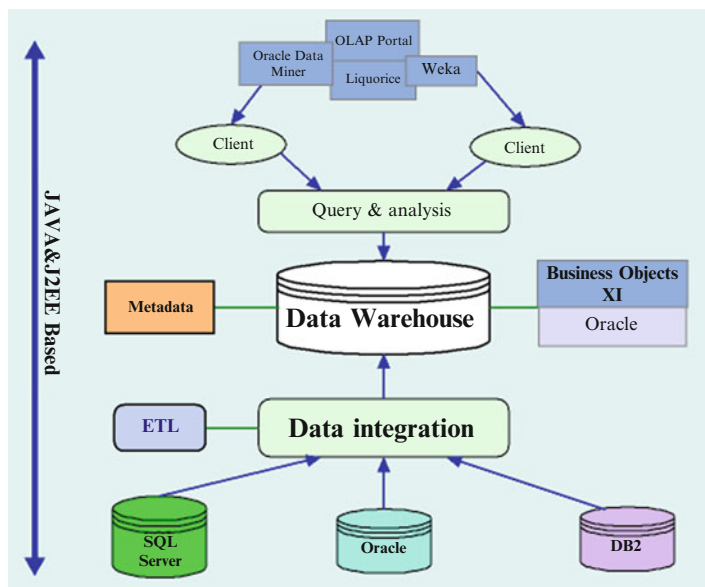 OLAP Portal
Oracle Data
Miner
Liquorice
Weka
Client
Client
Query & analysis
JAVA&J2EE Based
Metadata
Data Warehouse
Business Objects
XI
Oracle
ETL
Data integration
SQL
Server
Oracle
DB2